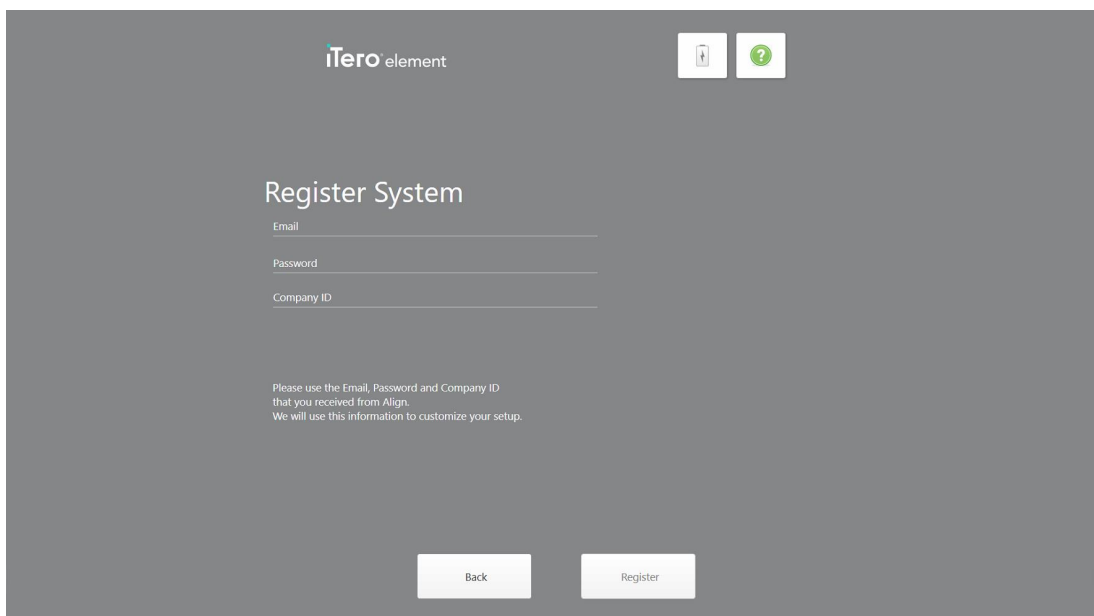 iTero element
?
Register System
Email
Password
Company ID
Please use the Email, Password and Company ID
that you received from Align.
We will use this information to customize your setup.
Back
Register